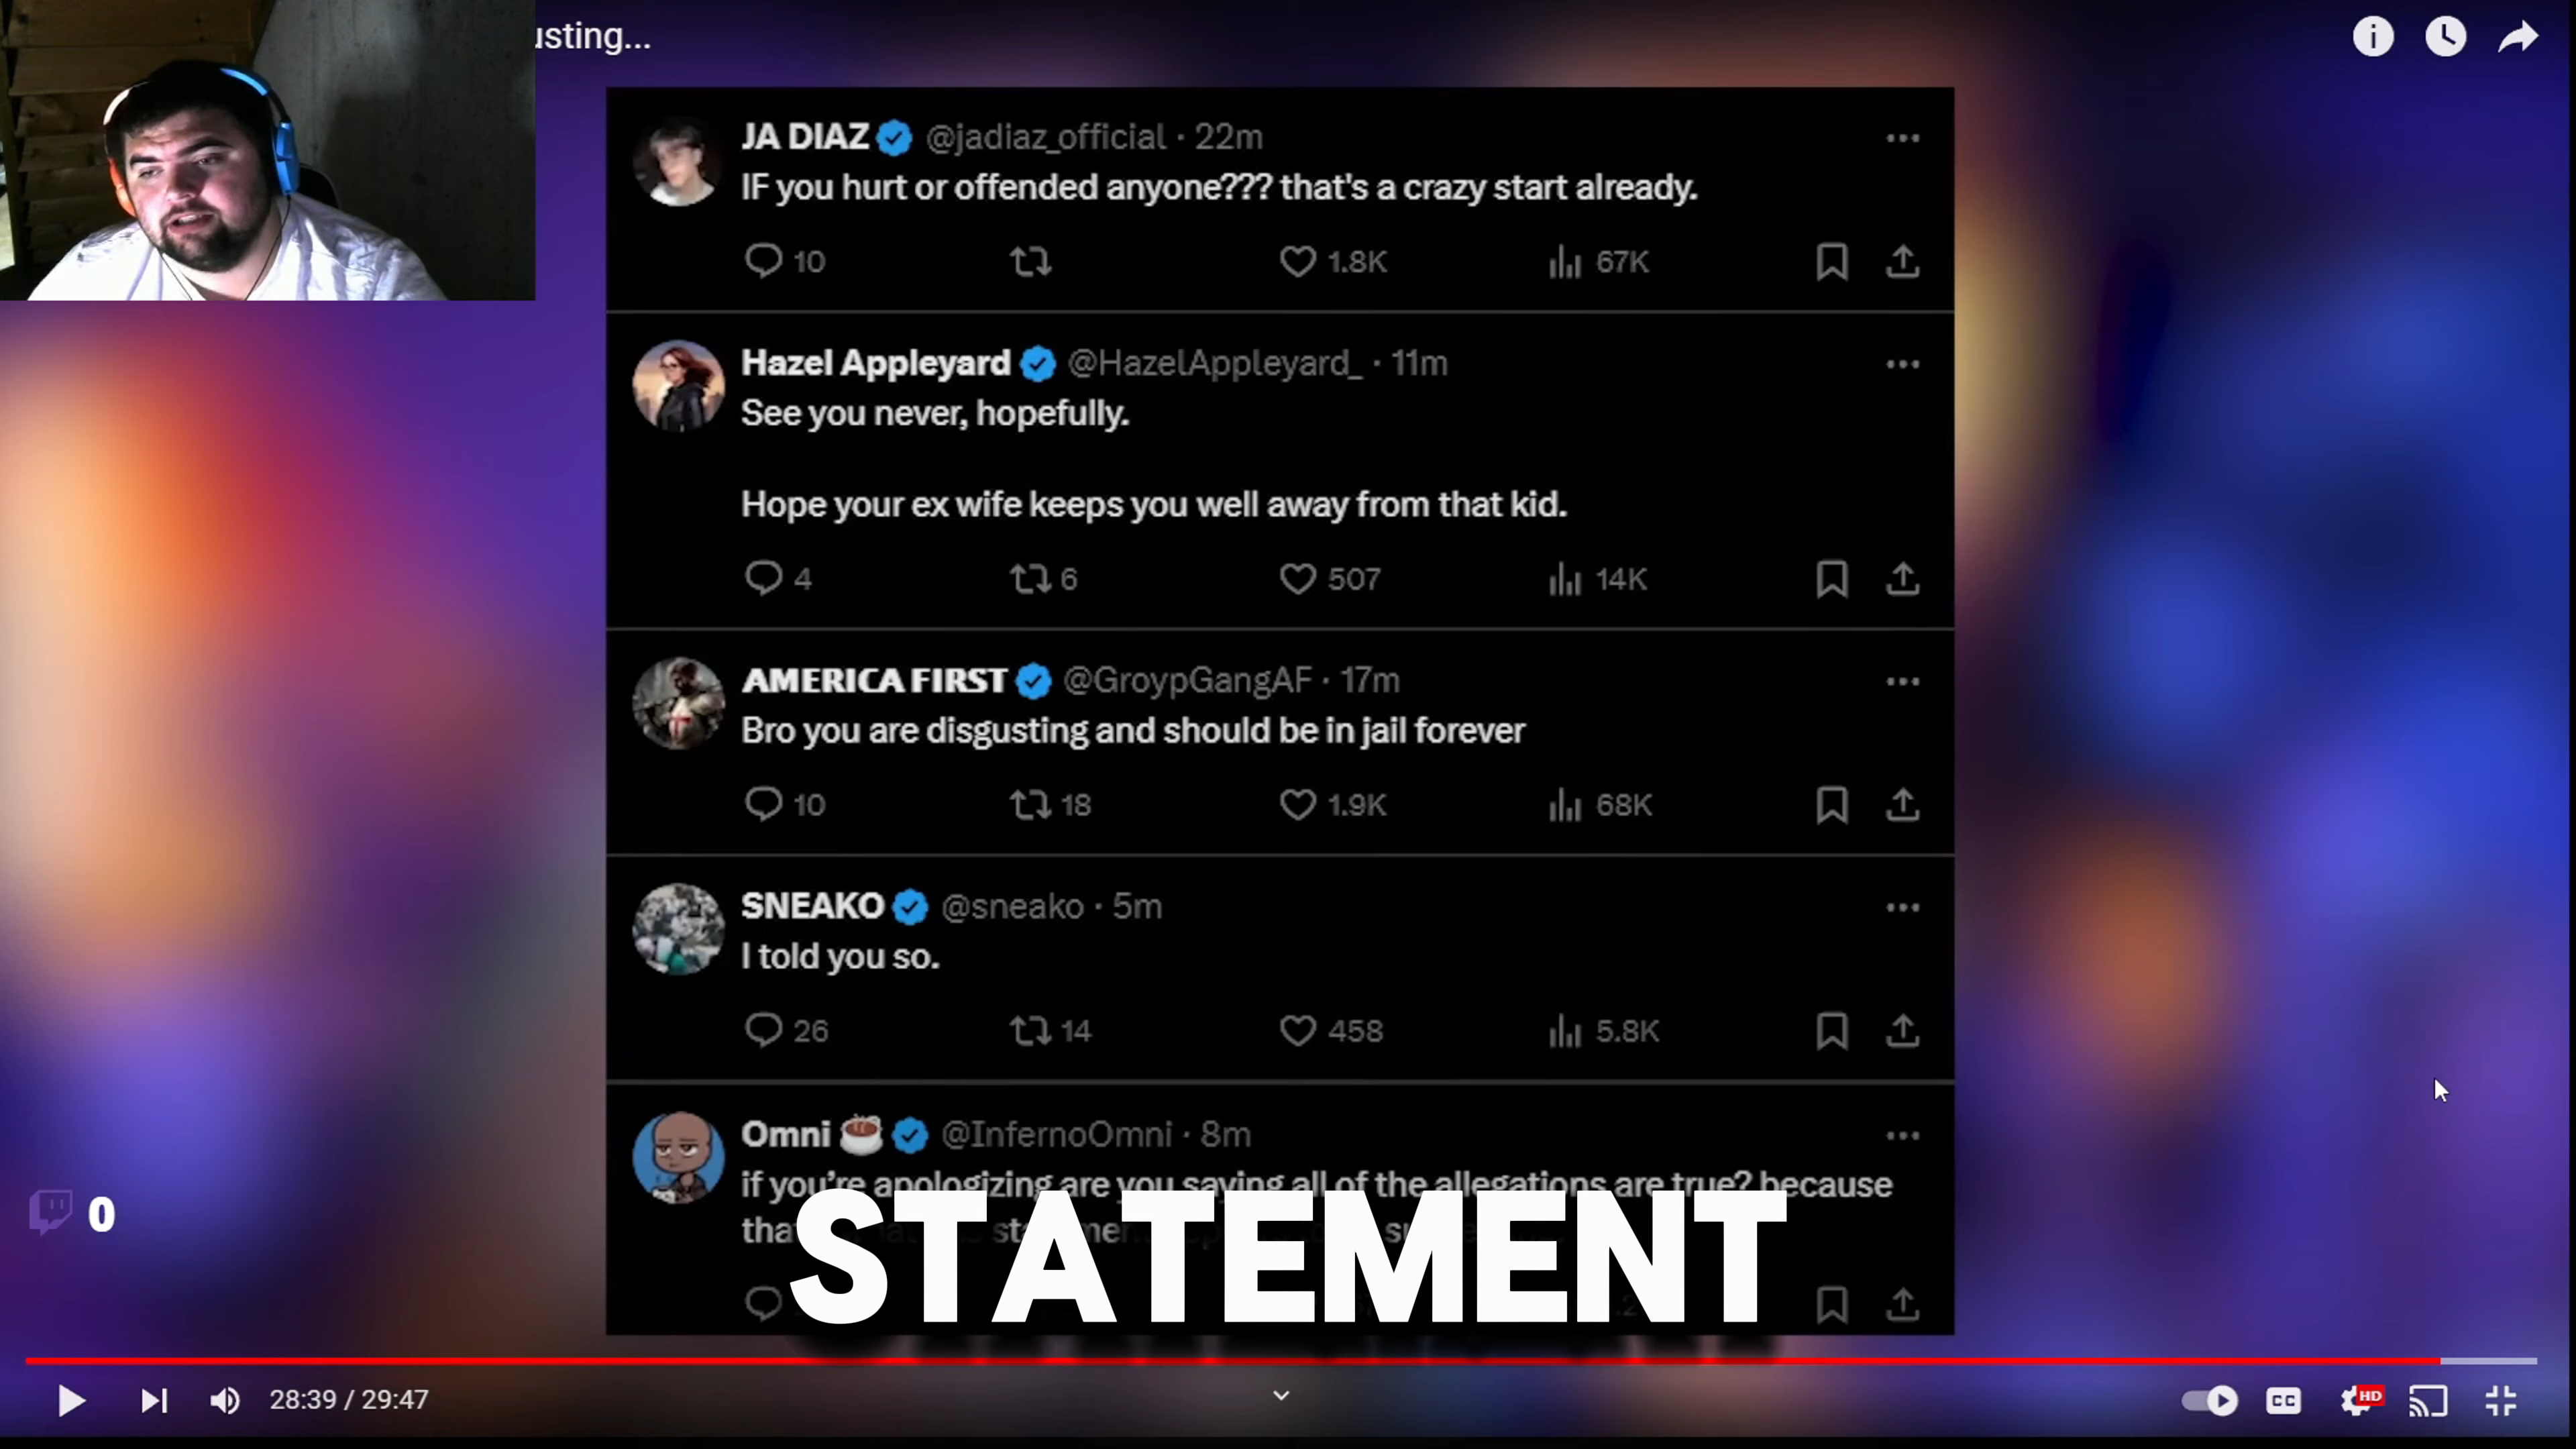 usting...
JA DIAZ @jadiaz_official · 22m
IF you hurt or offended anyone??? that's a crazy start already.
10 1.8K 67K
Hazel Appleyard @HazelAppleyard_ · 11m
See you never, hopefully.
Hope your ex wife keeps you well away from that kid.
4 6 507 14K
AMERICA FIRST @GroypGangAF · 17m
Bro you are disgusting and should be in jail forever
10 18 1.9K 68K
SNEAKO @sneako · 5m
I told you so.
26 14 458 5.8K
Omni @InfernoOmni · 8m
if you're apologizing are you saying all of the allegations are true? because
0
STATEMENT
28:39 / 29:47
CC HD